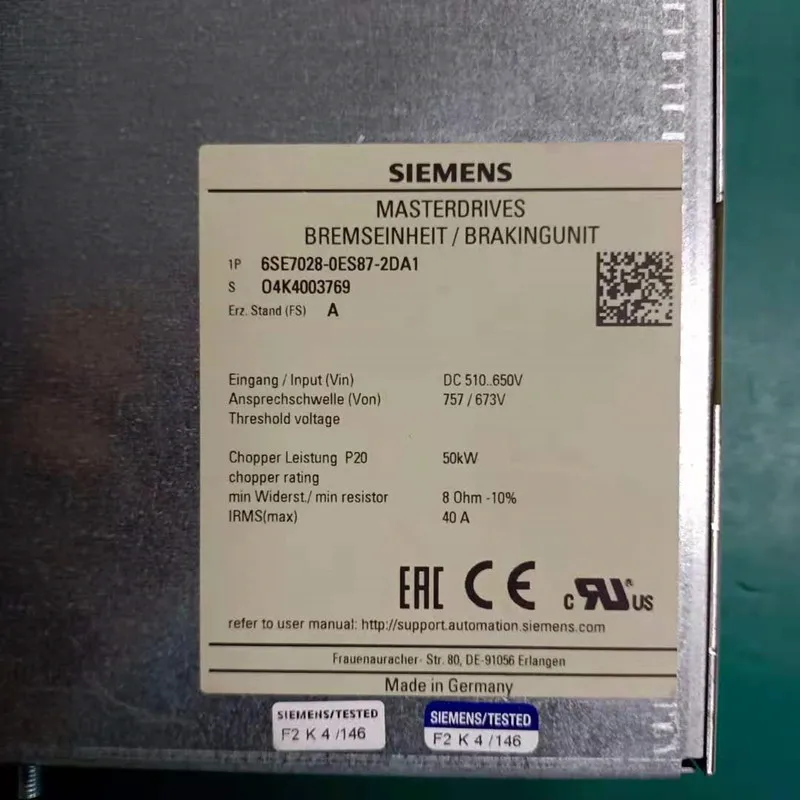 SIEMENS
MASTERDRIVES
BREMSEINHEIT / BRAKINGUNIT
1P 6SE7028-0ES87-2DA1
S O4K4003769
Erz. Stand (FS) A
Eingang / Input (Vin) DC 510..650V
Ansprechschwelle (Von) 757 / 673V
Threshold voltage
Chopper Leistung P20 50kW
chopper rating
min Widerst./ min resistor 8 Ohm -10%
IRMS(max) 40 A
EAC CE c RU ® US
refer to user manual: http://support.automation.siemens.com
Frauenauracher- Str. 80, DE-91056 Erlangen
Made in Germany
SIEMENS/TESTED SIEMENS/TESTED
F2 K 4 /146 F2 K 4 /146